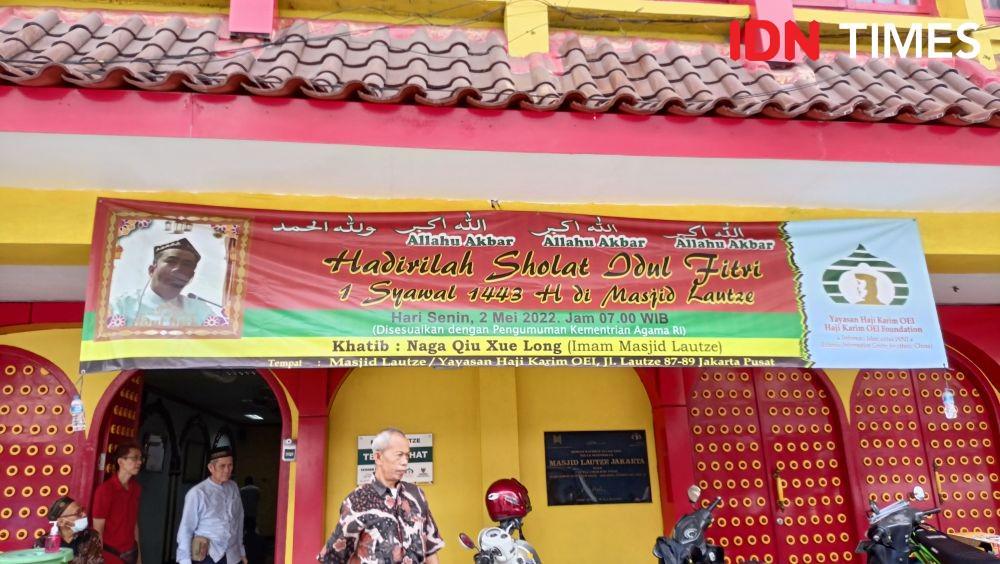 IDN TIMES
الله اكبر
الله اكبر
الله اكبر ولله الحمد
Allahu Akbar Allahu Akbar Allahu Akbar
Hadirilah Sholat Idul Fitri
1 Syawal 1443 H di Masjid Lautze
Hari Senin, 2 Mei 2022. Jam 07.00 WIB
(Disesuaikan dengan Pengumuman Kementrian Agama RI)
Khatib : Naga Qiu Xue Long (Imam Masjid Lautze)
Tempat : Masjid Lautze / Yayasan Haji Karim OEI, Jl. Lautze 87-89 Jakarta Pusat
Yayasan Haji Karim OEI
Haji Karim OEI Foundation
MASJID LAUTZE JAKARTA